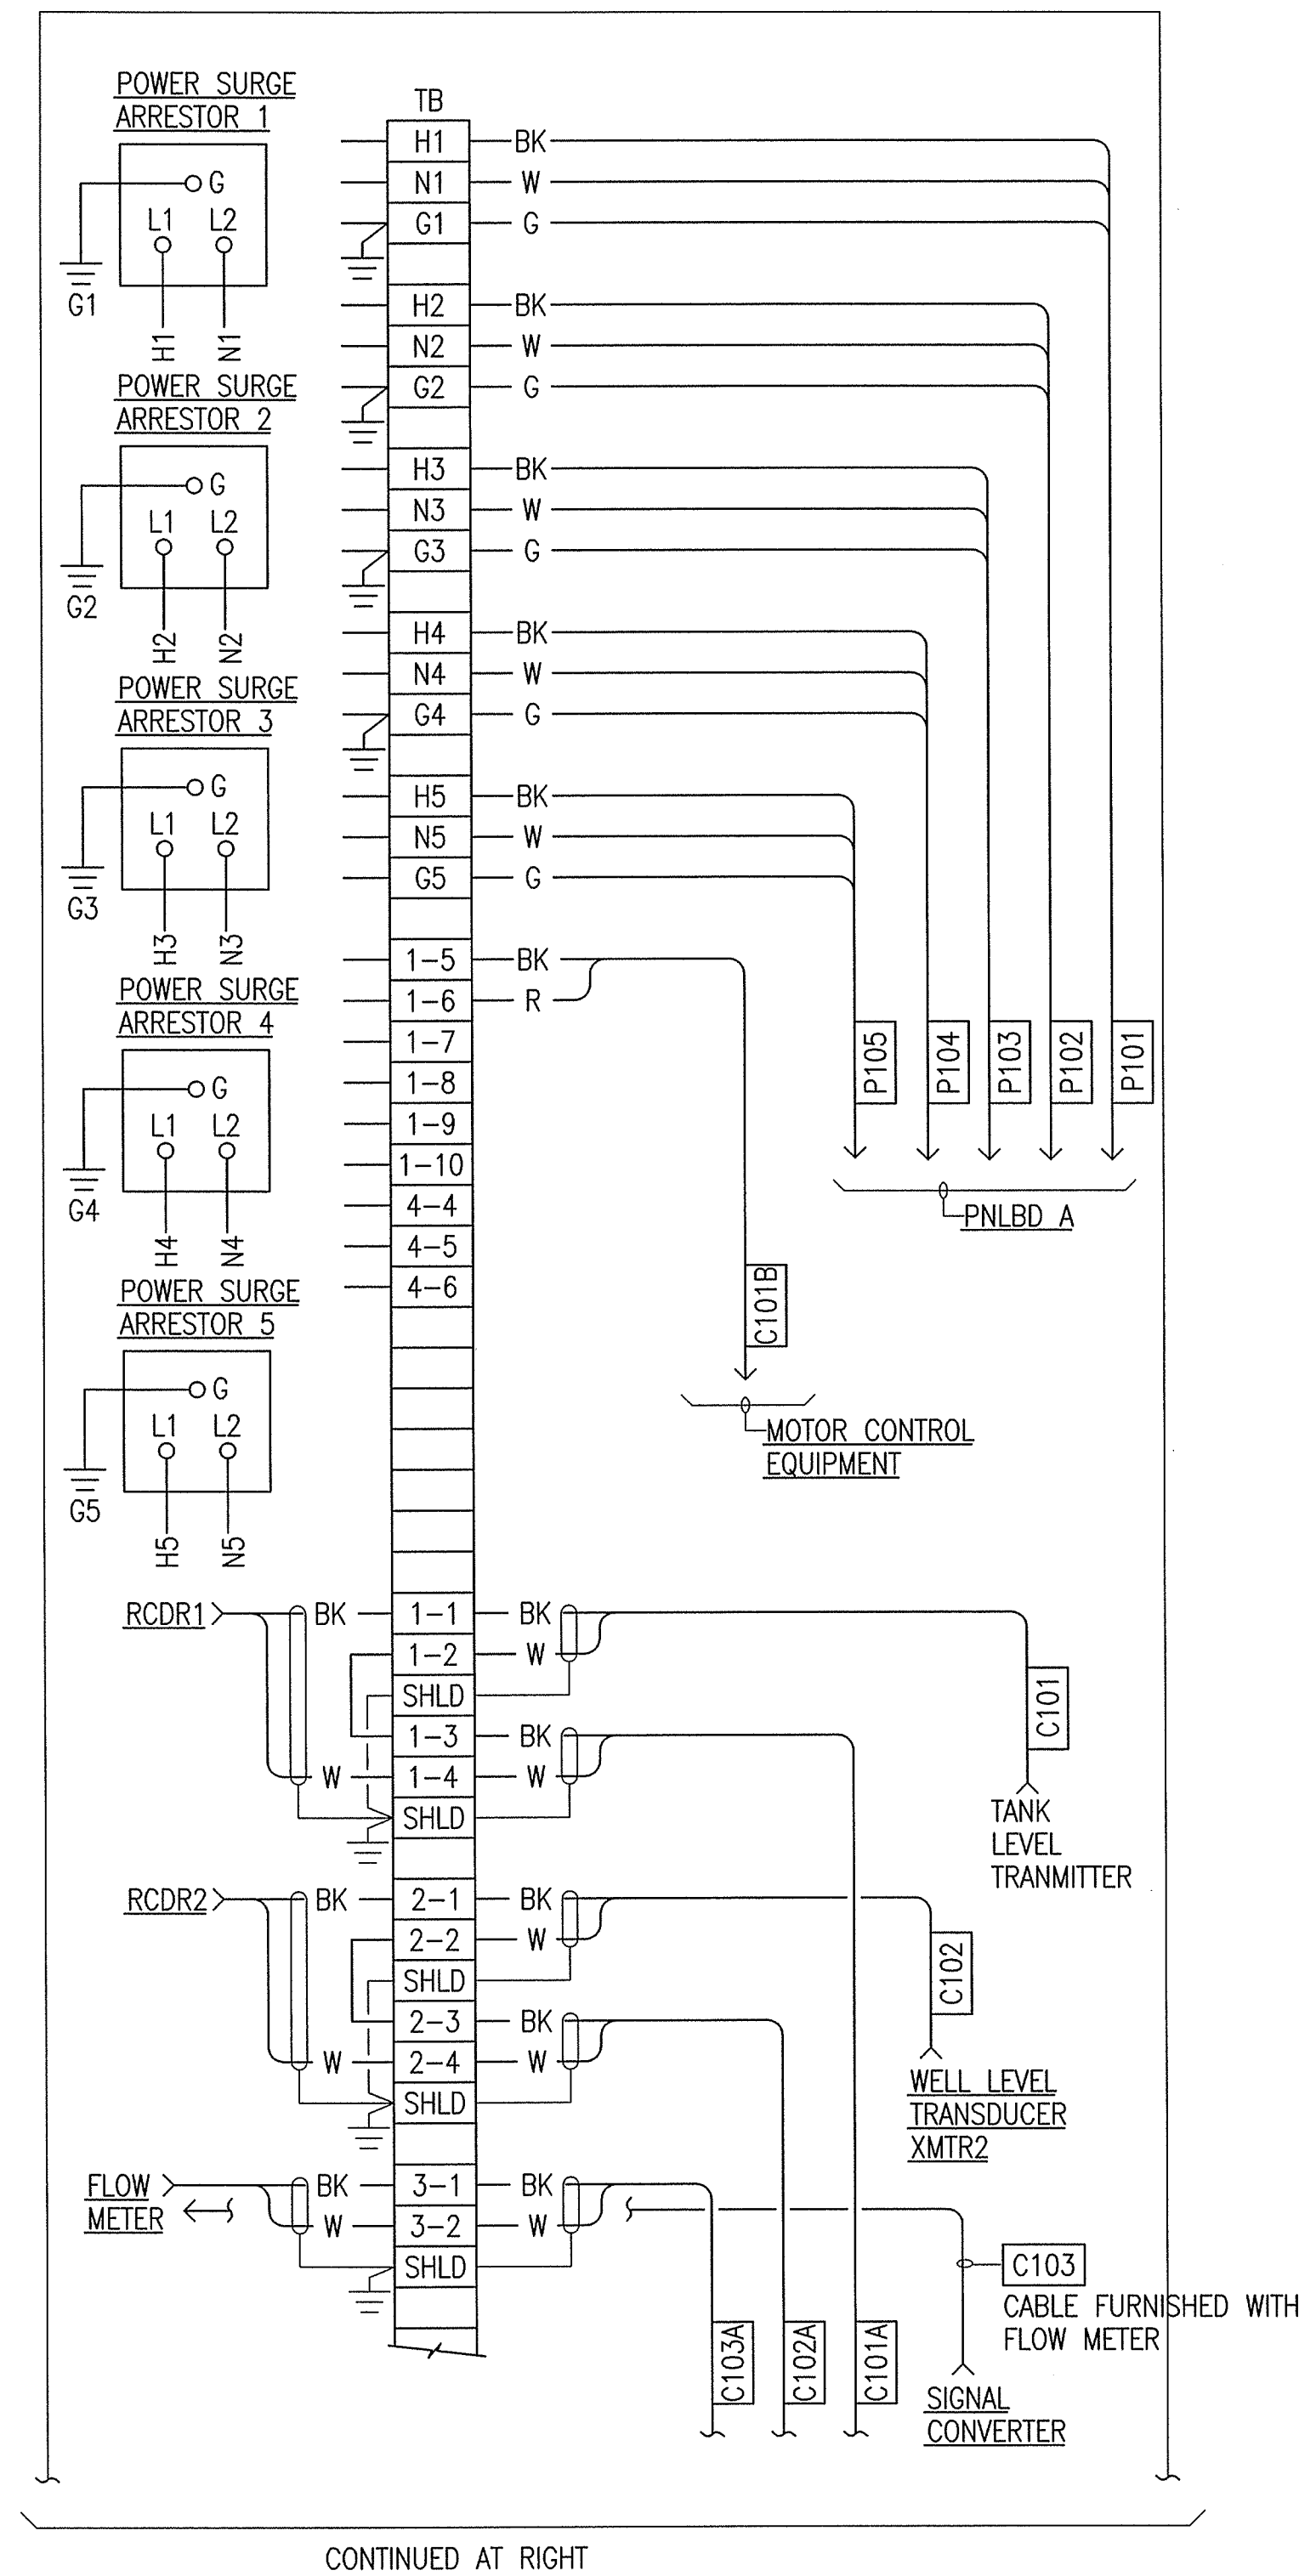 POWER SURGE
ARRESTOR 1
G
L1 L2
G1
H1 N1
POWER SURGE
ARRESTOR 2
G
L1 L2
G2
H2 N2
POWER SURGE
ARRESTOR 3
G
L1 L2
G3
H3 N3
POWER SURGE
ARRESTOR 4
G
L1 L2
G4
H4 N4
POWER SURGE
ARRESTOR 5
G
L1 L2
G5
H5 N5
TB
H1 BK
N1 W
G1 G
H2 BK
N2 W
G2 G
H3 BK
N3 W
G3 G
H4 BK
N4 W
G4 G
H5 BK
N5 W
G5 G
1-5 BK
1-6 R
1-7
1-8
1-9
1-10
4-4
4-5
4-6
P105 P104 P103 P102 P101
PNLBD A
C101B
MOTOR CONTROL
EQUIPMENT
RCDR1 BK 1-1 BK
1-2 W
SHLD
1-3 BK
W 1-4 W
SHLD
C101
TANK
LEVEL
TRANMITTER
RCDR2 BK 2-1 BK
2-2 W
SHLD
2-3 BK
W 2-4 W
SHLD
C102
WELL LEVEL
TRANSDUCER
XMTR2
FLOW
METER
BK 3-1 BK
W 3-2 W
SHLD
C103
CABLE FURNISHED WITH
FLOW METER
C103A C102A C101A
SIGNAL
CONVERTER
CONTINUED AT RIGHT